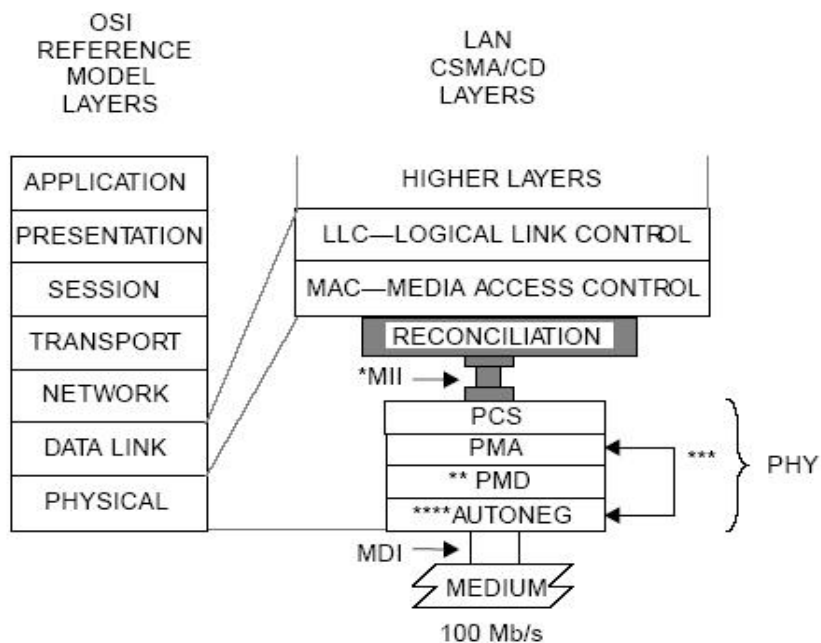 OSI
REFERENCE
MODEL
LAYERS
LAN
CSMA/CD
LAYERS
APPLICATION
PRESENTATION
SESSION
TRANSPORT
NETWORK
DATA LINK
PHYSICAL
HIGHER LAYERS
LLC—LOGICAL LINK CONTROL
MAC—MEDIA ACCESS CONTROL
RECONCILIATION
*MII
PCS
PMA
** PMD
****AUTONEG
***
PHY
MDI
MEDIUM
100 Mb/s